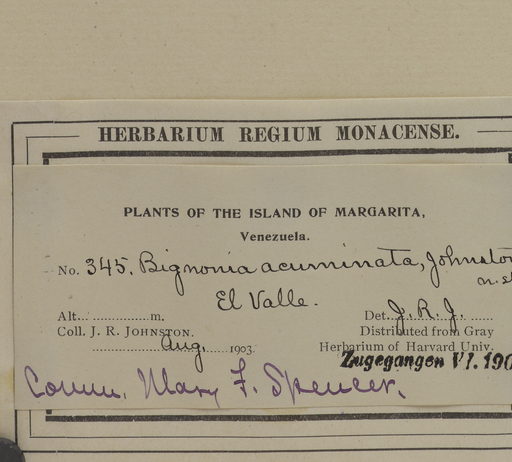 HERBARIUM REGIUM MONACENSE.
PLANTS OF THE ISLAND OF MARGARITA,
Venezuela.
No. 345. Bignonia acuminata, Johnston
El Valle.
Alt.................m. Det. J. R. J.
Coll. J. R. JOHNSTON. Distributed from Gray
Aug. 1903. Herbarium of Harvard Univ.
Zugegangen VI. 190
Comm. Mary F. Spencer.